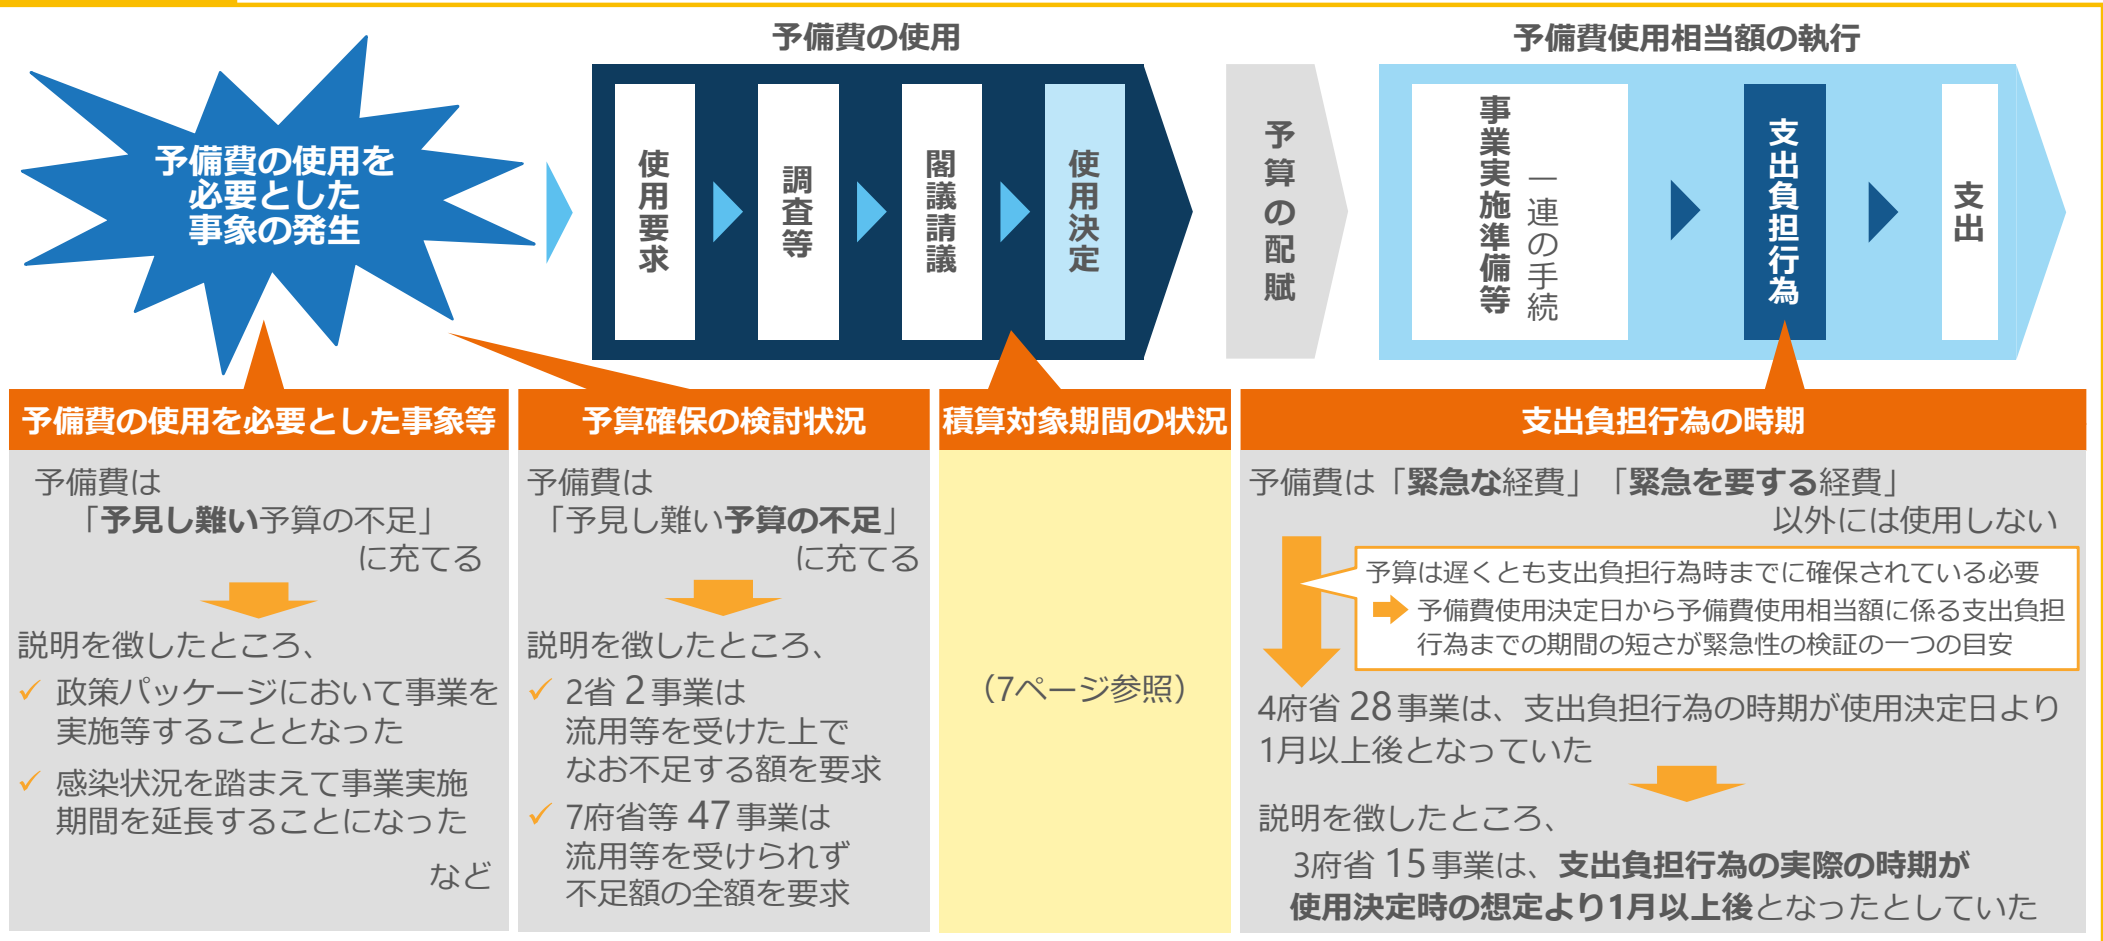 予備費の使用
予備費使用相当額の執行
予備費の使用を
必要とした
事象の発生
使用要求
調査等
閣議請議
使用決定
予算の配賦
事業実施準備等
一連の手続
支出負担行為
支出
予備費の使用を必要とした事象等
予備費は
「予見し難い予算の不足」
に充てる
説明を徴したところ、
✓ 政策パッケージにおいて事業を
実施等することとなった
✓ 感染状況を踏まえて事業実施
期間を延長することになった
など
予算確保の検討状況
予備費は
「予見し難い予算の不足」
に充てる
説明を徴したところ、
✓ 2省 2事業は
流用等を受けた上で
なお不足する額を要求
✓ 7府省等 47事業は
流用等を受けられず
不足額の全額を要求
積算対象期間の状況
（7ページ参照）
支出負担行為の時期
予備費は「緊急な経費」「緊急を要する経費」
以外には使用しない
予算は遅くとも支出負担行為時までに確保されている必要
予備費使用決定日から予備費使用相当額に係る支出負担
行為までの期間の短さが緊急性の検証の一つの目安
4府省 28事業は、支出負担行為の時期が使用決定日より
1月以上後となっていた
説明を徴したところ、
3府省 15事業は、支出負担行為の実際の時期が
使用決定時の想定より1月以上後となったとしていた